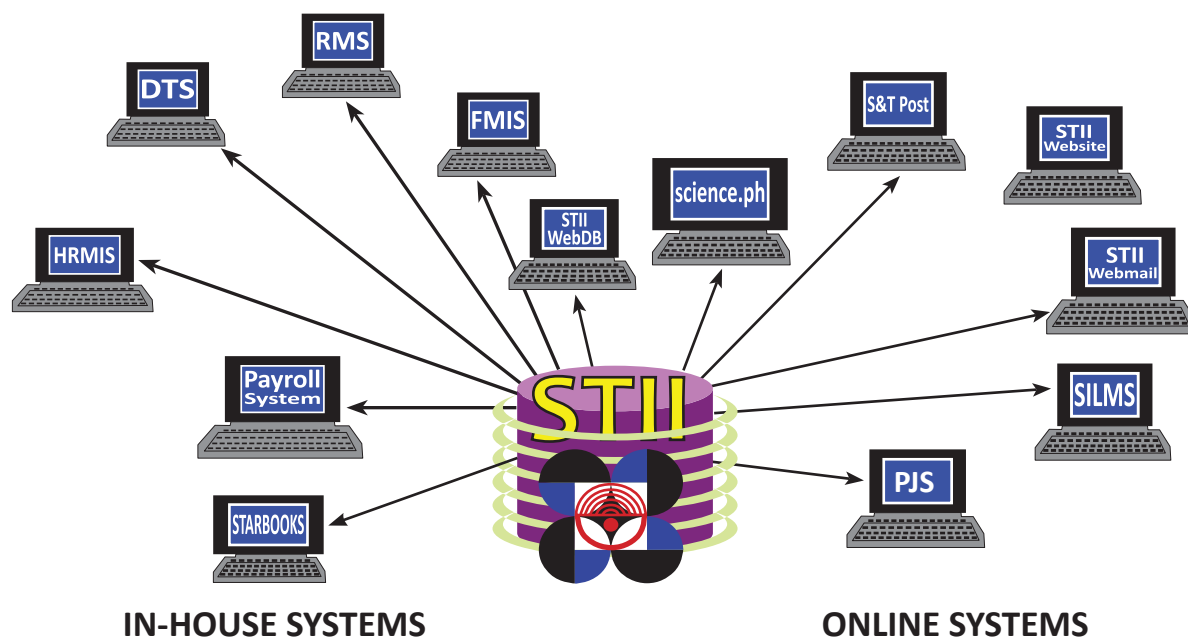 RMS
DTS
FMIS
S&T Post
STII
Website
science.ph
STII
WebDB
HRMIS
STII
Webmail
Payroll
System
STII
SILMS
PJS
STARBOOKS
IN-HOUSE SYSTEMS
ONLINE SYSTEMS